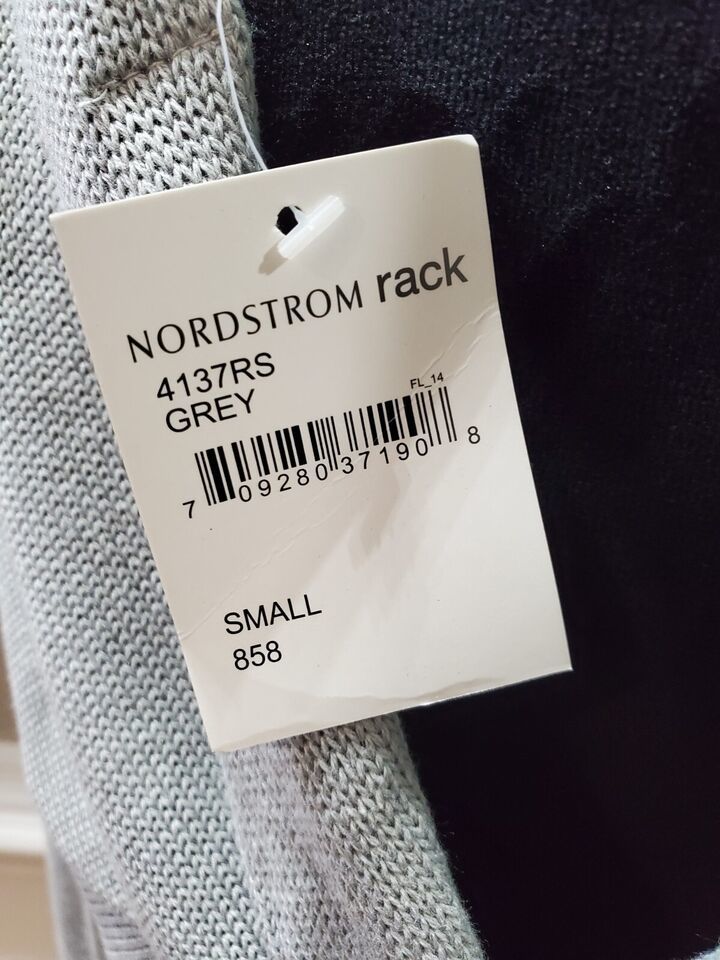 NORDSTROM rack
4137RS
GREY
FL_14
7 09280 37190 8
SMALL
858